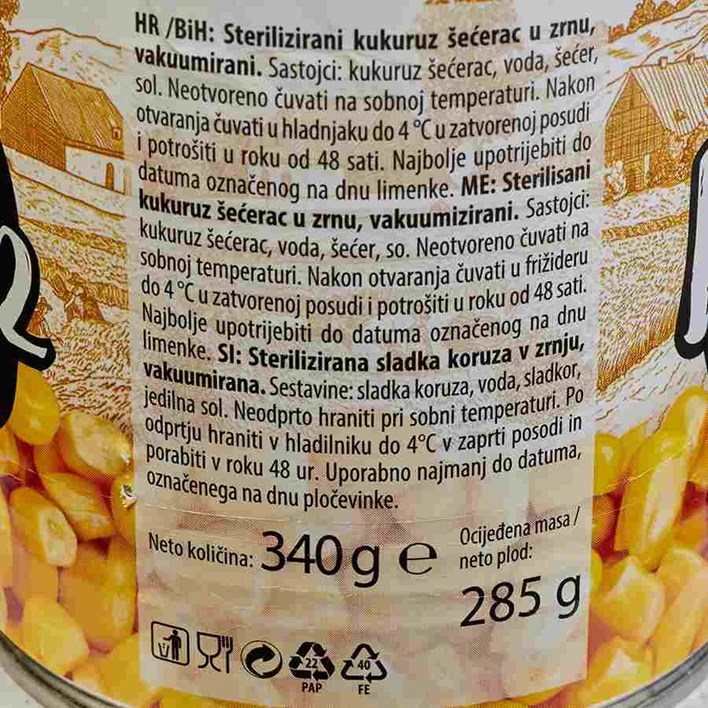 HR /BiH: Sterilizirani kukuruz šećerac u zrnu,
vakuumirani. Sastojci: kukuruz šećerac, voda, šećer,
sol. Neotvoreno čuvati na sobnoj temperaturi. Nakon
otvaranja čuvati u hladnjaku do 4 °C u zatvorenoj posudi
i potrošiti u roku od 48 sati. Najbolje upotrijebiti do
datuma označenog na dnu limenke. ME: Sterilisani
kukuruz šećerac u zrnu, vakuumizirani. Sastojci:
kukuruz šećerac, voda, šećer, so. Neotvoreno čuvati na
sobnoj temperaturi. Nakon otvaranja čuvati u frižideru
do 4 °C u zatvorenoj posudi i potrošiti u roku od 48 sati.
Najbolje upotrijebiti do datuma označenog na dnu
limenke. SI: Sterilizirana sladka koruza v zrnju,
vakuumirana. Sestavine: sladka koruza, voda, sladkor,
jedilna sol. Neodprto hraniti pri sobni temperaturi. Po
odprtju hraniti v hladilniku do 4°C v zaprti posodi in
porabiti v roku 48 ur. Uporabno najmanj do datuma,
označenega na dnu pločevinke.
Neto količina: 340 g e
Ocijeđena masa /
neto plod:
285 g
22
PAP
40
FE